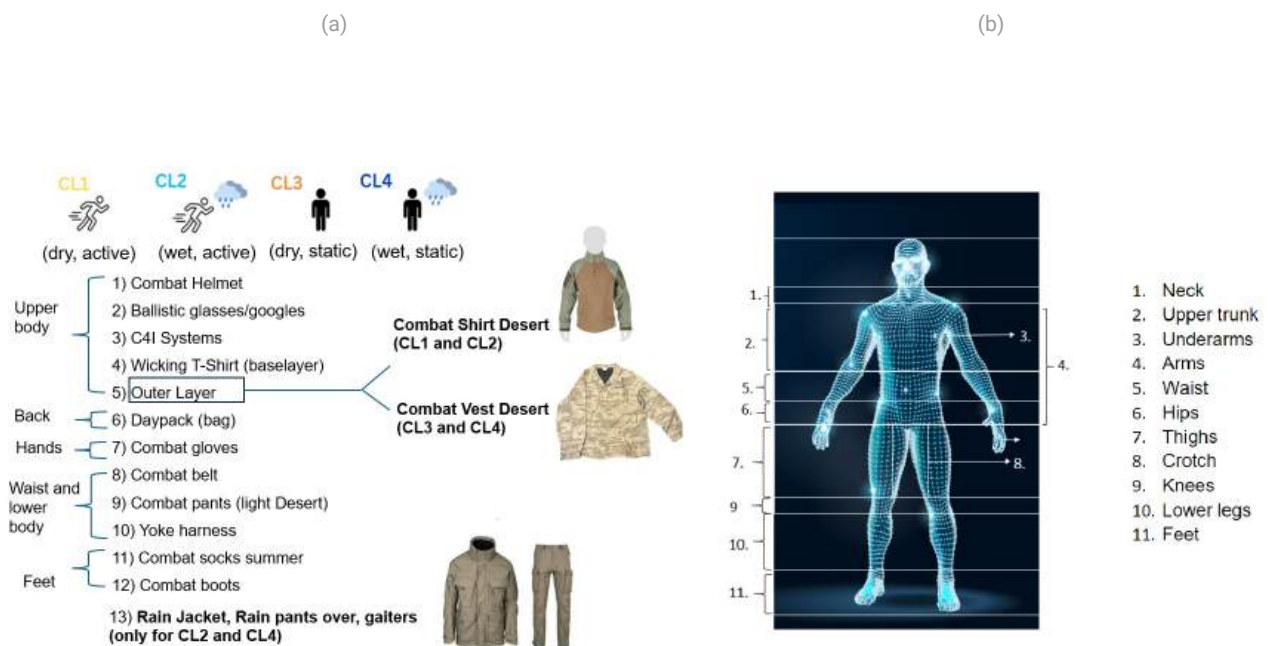 (a)
(b)
CL1
CL2
CL3
CL4
(dry, active)
(wet, active)
(dry, static)
(wet, static)
Upper
body
1) Combat Helmet
2) Ballistic glasses/googles
3) C4I Systems
4) Wicking T-Shirt (baselayer)
5) Outer Layer
Combat Shirt Desert
(CL1 and CL2)
Combat Vest Desert
(CL3 and CL4)
Back
6) Daypack (bag)
Hands
7) Combat gloves
Waist and
lower
body
8) Combat belt
9) Combat pants (light Desert)
10) Yoke harness
Feet
11) Combat socks summer
12) Combat boots
13) Rain Jacket, Rain pants over, gaiters
(only for CL2 and CL4)
1.
2.
3.
4.
5.
6.
7.
8.
9
10.
11.
1. Neck
2. Upper trunk
3. Underarms
4. Arms
5. Waist
6. Hips
7. Thighs
8. Crotch
9. Knees
10. Lower legs
11. Feet